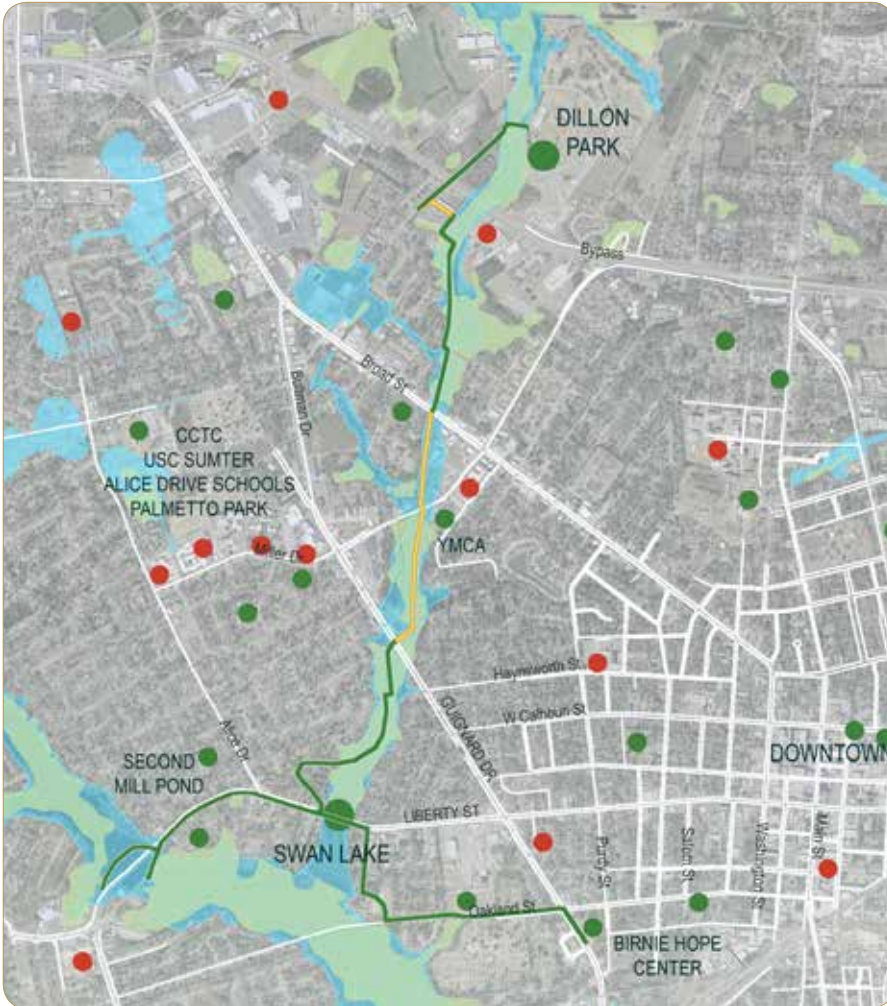 DILLON
PARK
Bypass
Broad St
Bultman Dr
CCTC
USC SUMTER
ALICE DRIVE SCHOOLS
PALMETTO PARK
Miller Dr
YMCA
Haynsworth St
W Calhoun St
GUIGNARD DR
Alice Dr
SECOND
MILL POND
DOWNTOWN
LIBERTY ST
SWAN LAKE
Purdy St
Salem St
Washington St
Main St
Oakland St
BIRNIE HOPE
CENTER